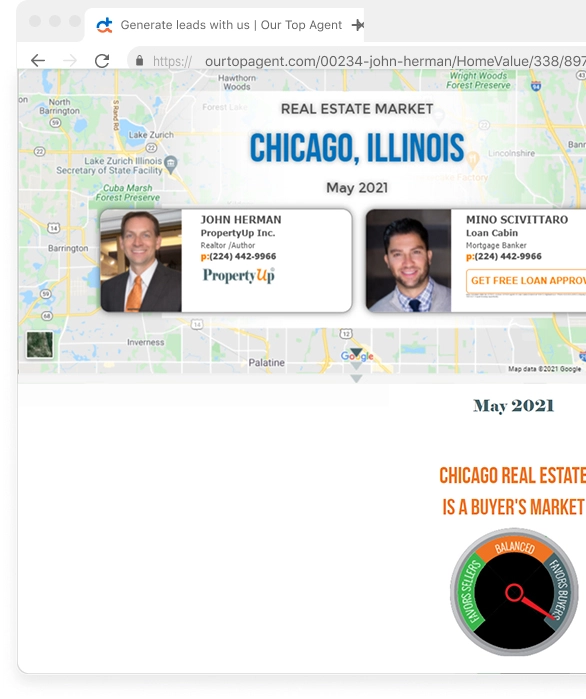 Generate leads with us | Our Top Agent
https:// ourtopagent.com/00234-john-herman/HomeValue/338/897
Hawthorn Woods
Wright Woods Forest Preserve
North Barrington
S Rand Rd
Forest Lake
REAL ESTATE MARKET
Lake Zurich
CHICAGO, ILLINOIS
Lincolnshire
Lake Zurich Illinois
Secretary of State Facility
Cuba Marsh
Forest Preserve
May 2021
Barrington
JOHN HERMAN
PropertyUp Inc.
Realtor /Author
p:(224) 442-9966
PropertyUp
MINO SCIVITTARO
Loan Cabin
Mortgage Banker
p:(224) 442-9966
GET FREE LOAN APPROV
Inverness
12
Palatine
Google
Map data ©2021 Google
May 2021
CHICAGO REAL ESTATE
IS A BUYER'S MARKET
FAVORS SELLERS
BALANCED
FAVORS BUYERS